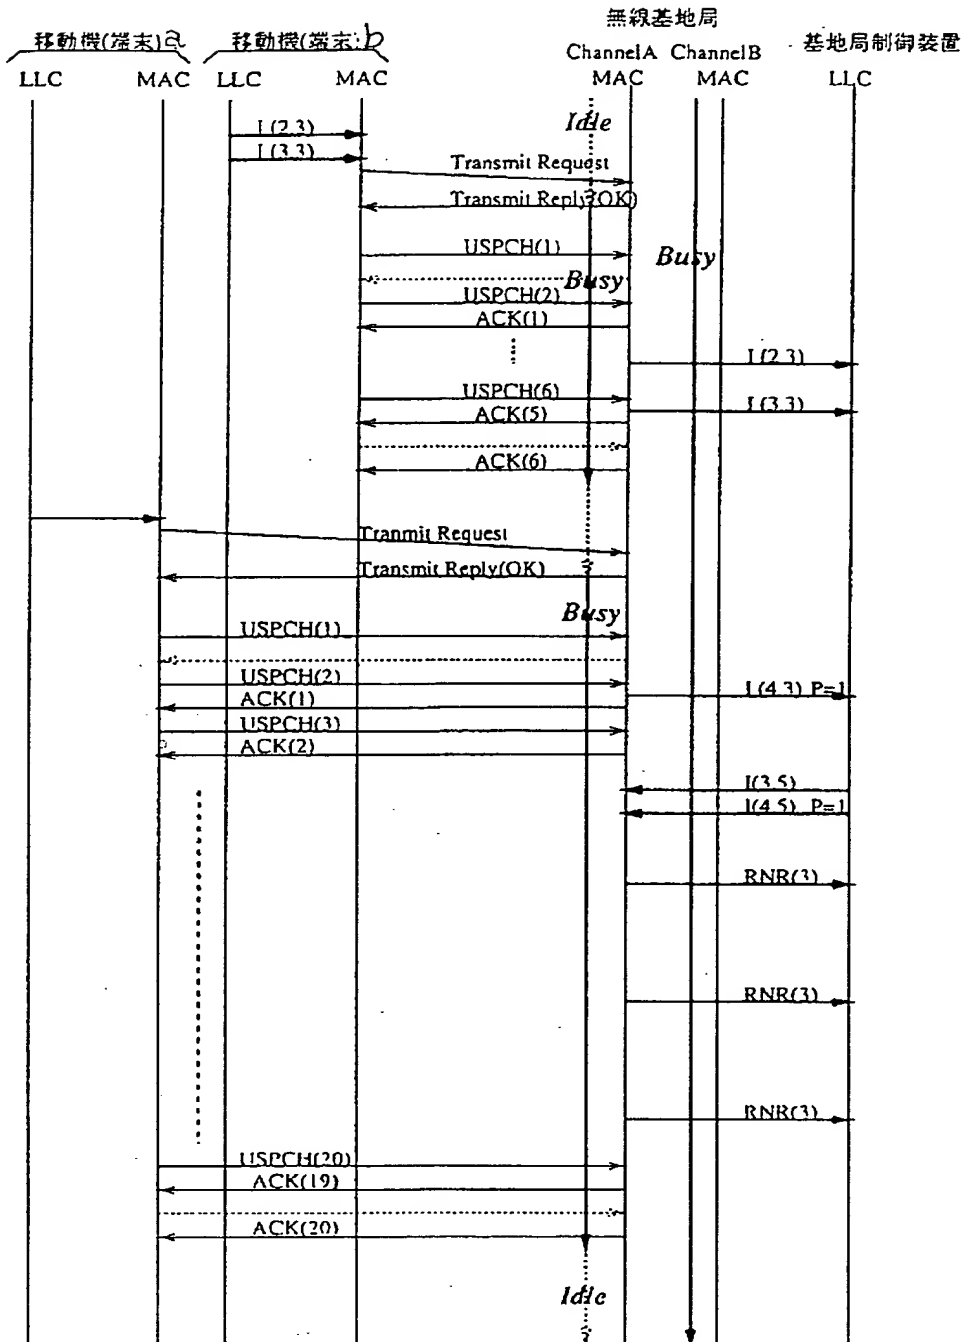 無線基地局
移動機(端末)a 移動機(端末)b ChannelA ChannelB 基地局制御装置
LLC MAC LLC MAC MAC MAC LLC
I(2,3) Idle
I(3,3)
Transmit Request
Transmit Reply(OK)
USPCH(1) Busy
Busy
USPCH(2)
ACK(1)
I(2,3)
USPCH(6)
ACK(5) I(3,3)
ACK(6)
Tranmit Request
Transmit Reply(OK)
Busy
USPCH(1)
USPCH(2)
ACK(1) I(4,3) P=1
USPCH(3)
ACK(2)
I(3,5)
I(4,5) P=1
RNR(3)
RNR(3)
RNR(3)
USPCH(20)
ACK(19)
ACK(20)
Idle